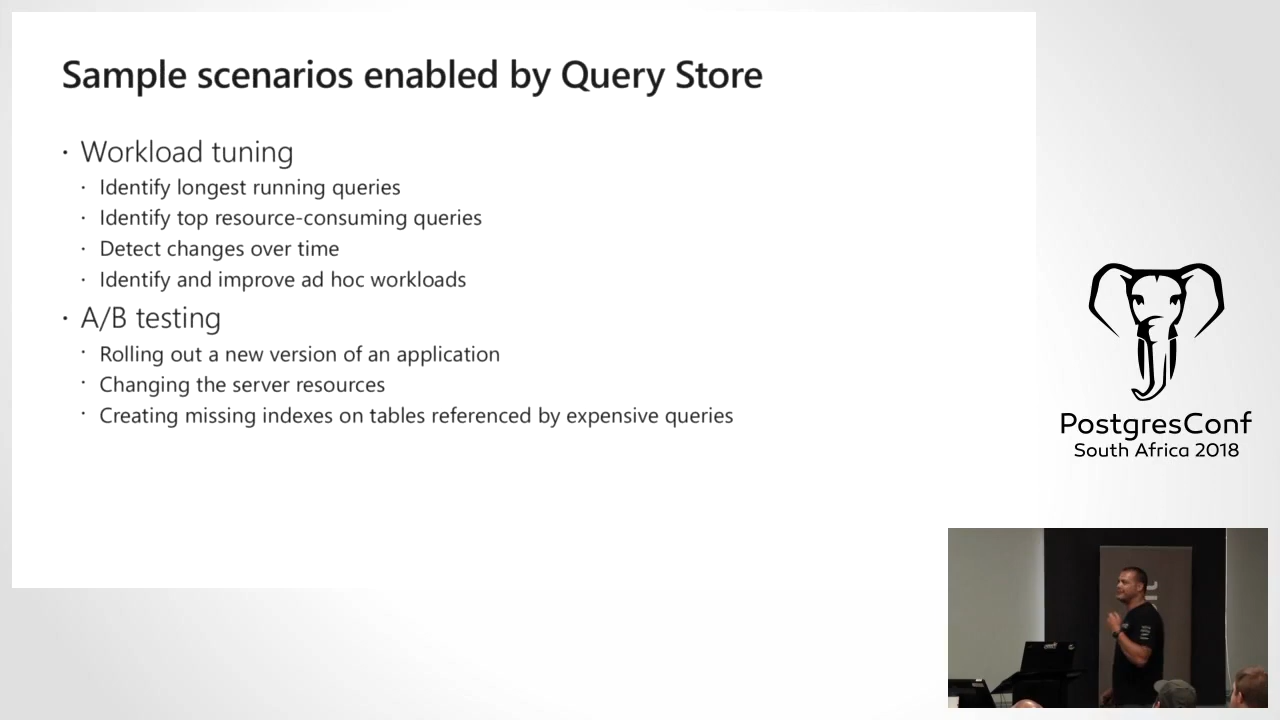 Sample scenarios enabled by Query Store
· Workload tuning
· Identify longest running queries
· Identify top resource-consuming queries
· Detect changes over time
· Identify and improve ad hoc workloads
· A/B testing
· Rolling out a new version of an application
· Changing the server resources
· Creating missing indexes on tables referenced by expensive queries
PostgresConf
South Africa 2018